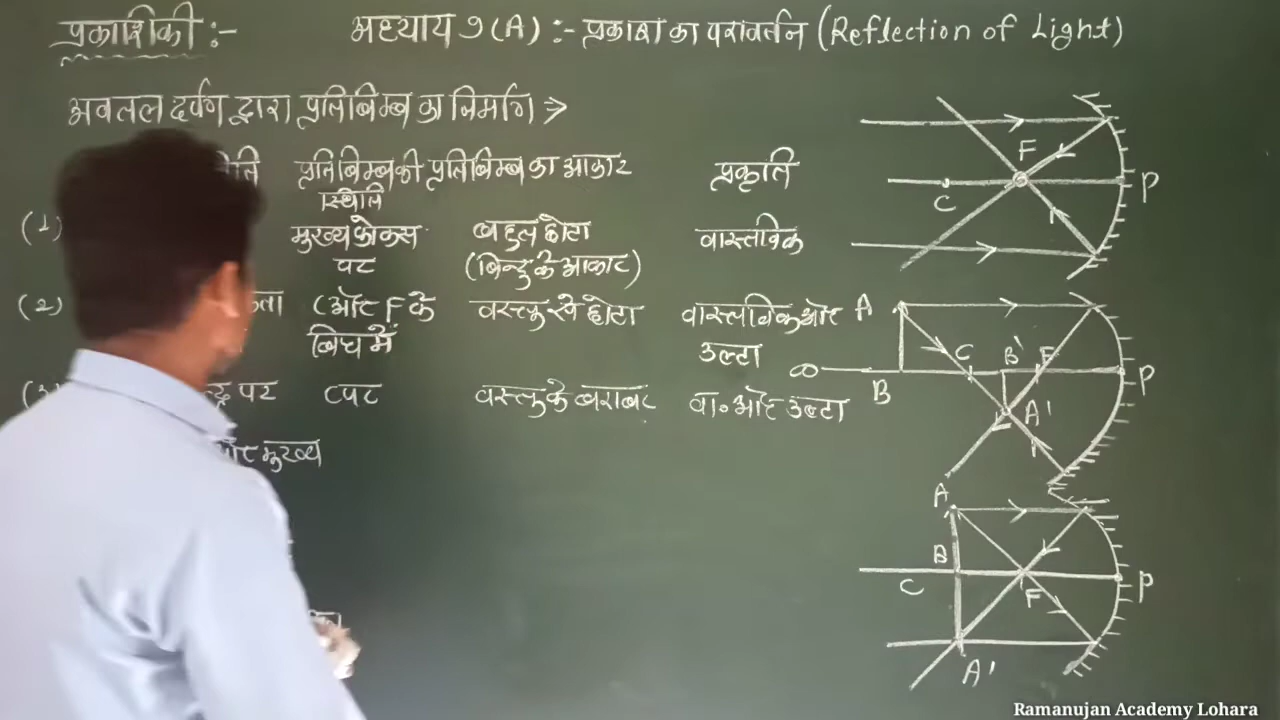 प्रकाशिकी :- अध्याय 7 (A) :- प्रकाश का परावर्तन (Reflection of Light)
अवतल दर्पण द्वारा प्रतिबिम्ब का निर्माण →
प्रतिबिम्ब की स्थिति प्रतिबिम्ब का आकार प्रकृति
(1) मुख्य फोकस पर बहुत छोटा (बिन्दु के आकार) वास्तविक
(2) C और F के बिच में वस्तु से छोटा वास्तविक और उल्टा
पर C पर वस्तु के बराबर वा० और उल्टा
और मुख्य
F
C
P
A
C
B'
F
∞
B
P
A'
A
B
C
F
P
A'
Ramanujan Academy Lohara